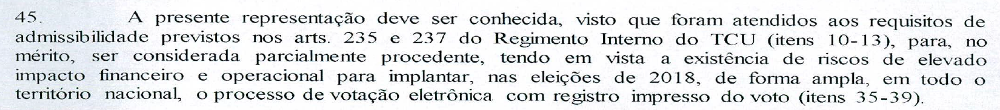 45. A presente representação deve ser conhecida, visto que foram atendidos aos requisitos de
admissibilidade previstos nos arts. 235 e 237 do Regimento Interno do TCU (itens 10-13), para, no
mérito, ser considerada parcialmente procedente, tendo em vista a existência de riscos de elevado
impacto financeiro e operacional para implantar, nas eleições de 2018, de forma ampla, em todo o
território nacional, o processo de votação eletrônica com registro impresso do voto (itens 35-39).